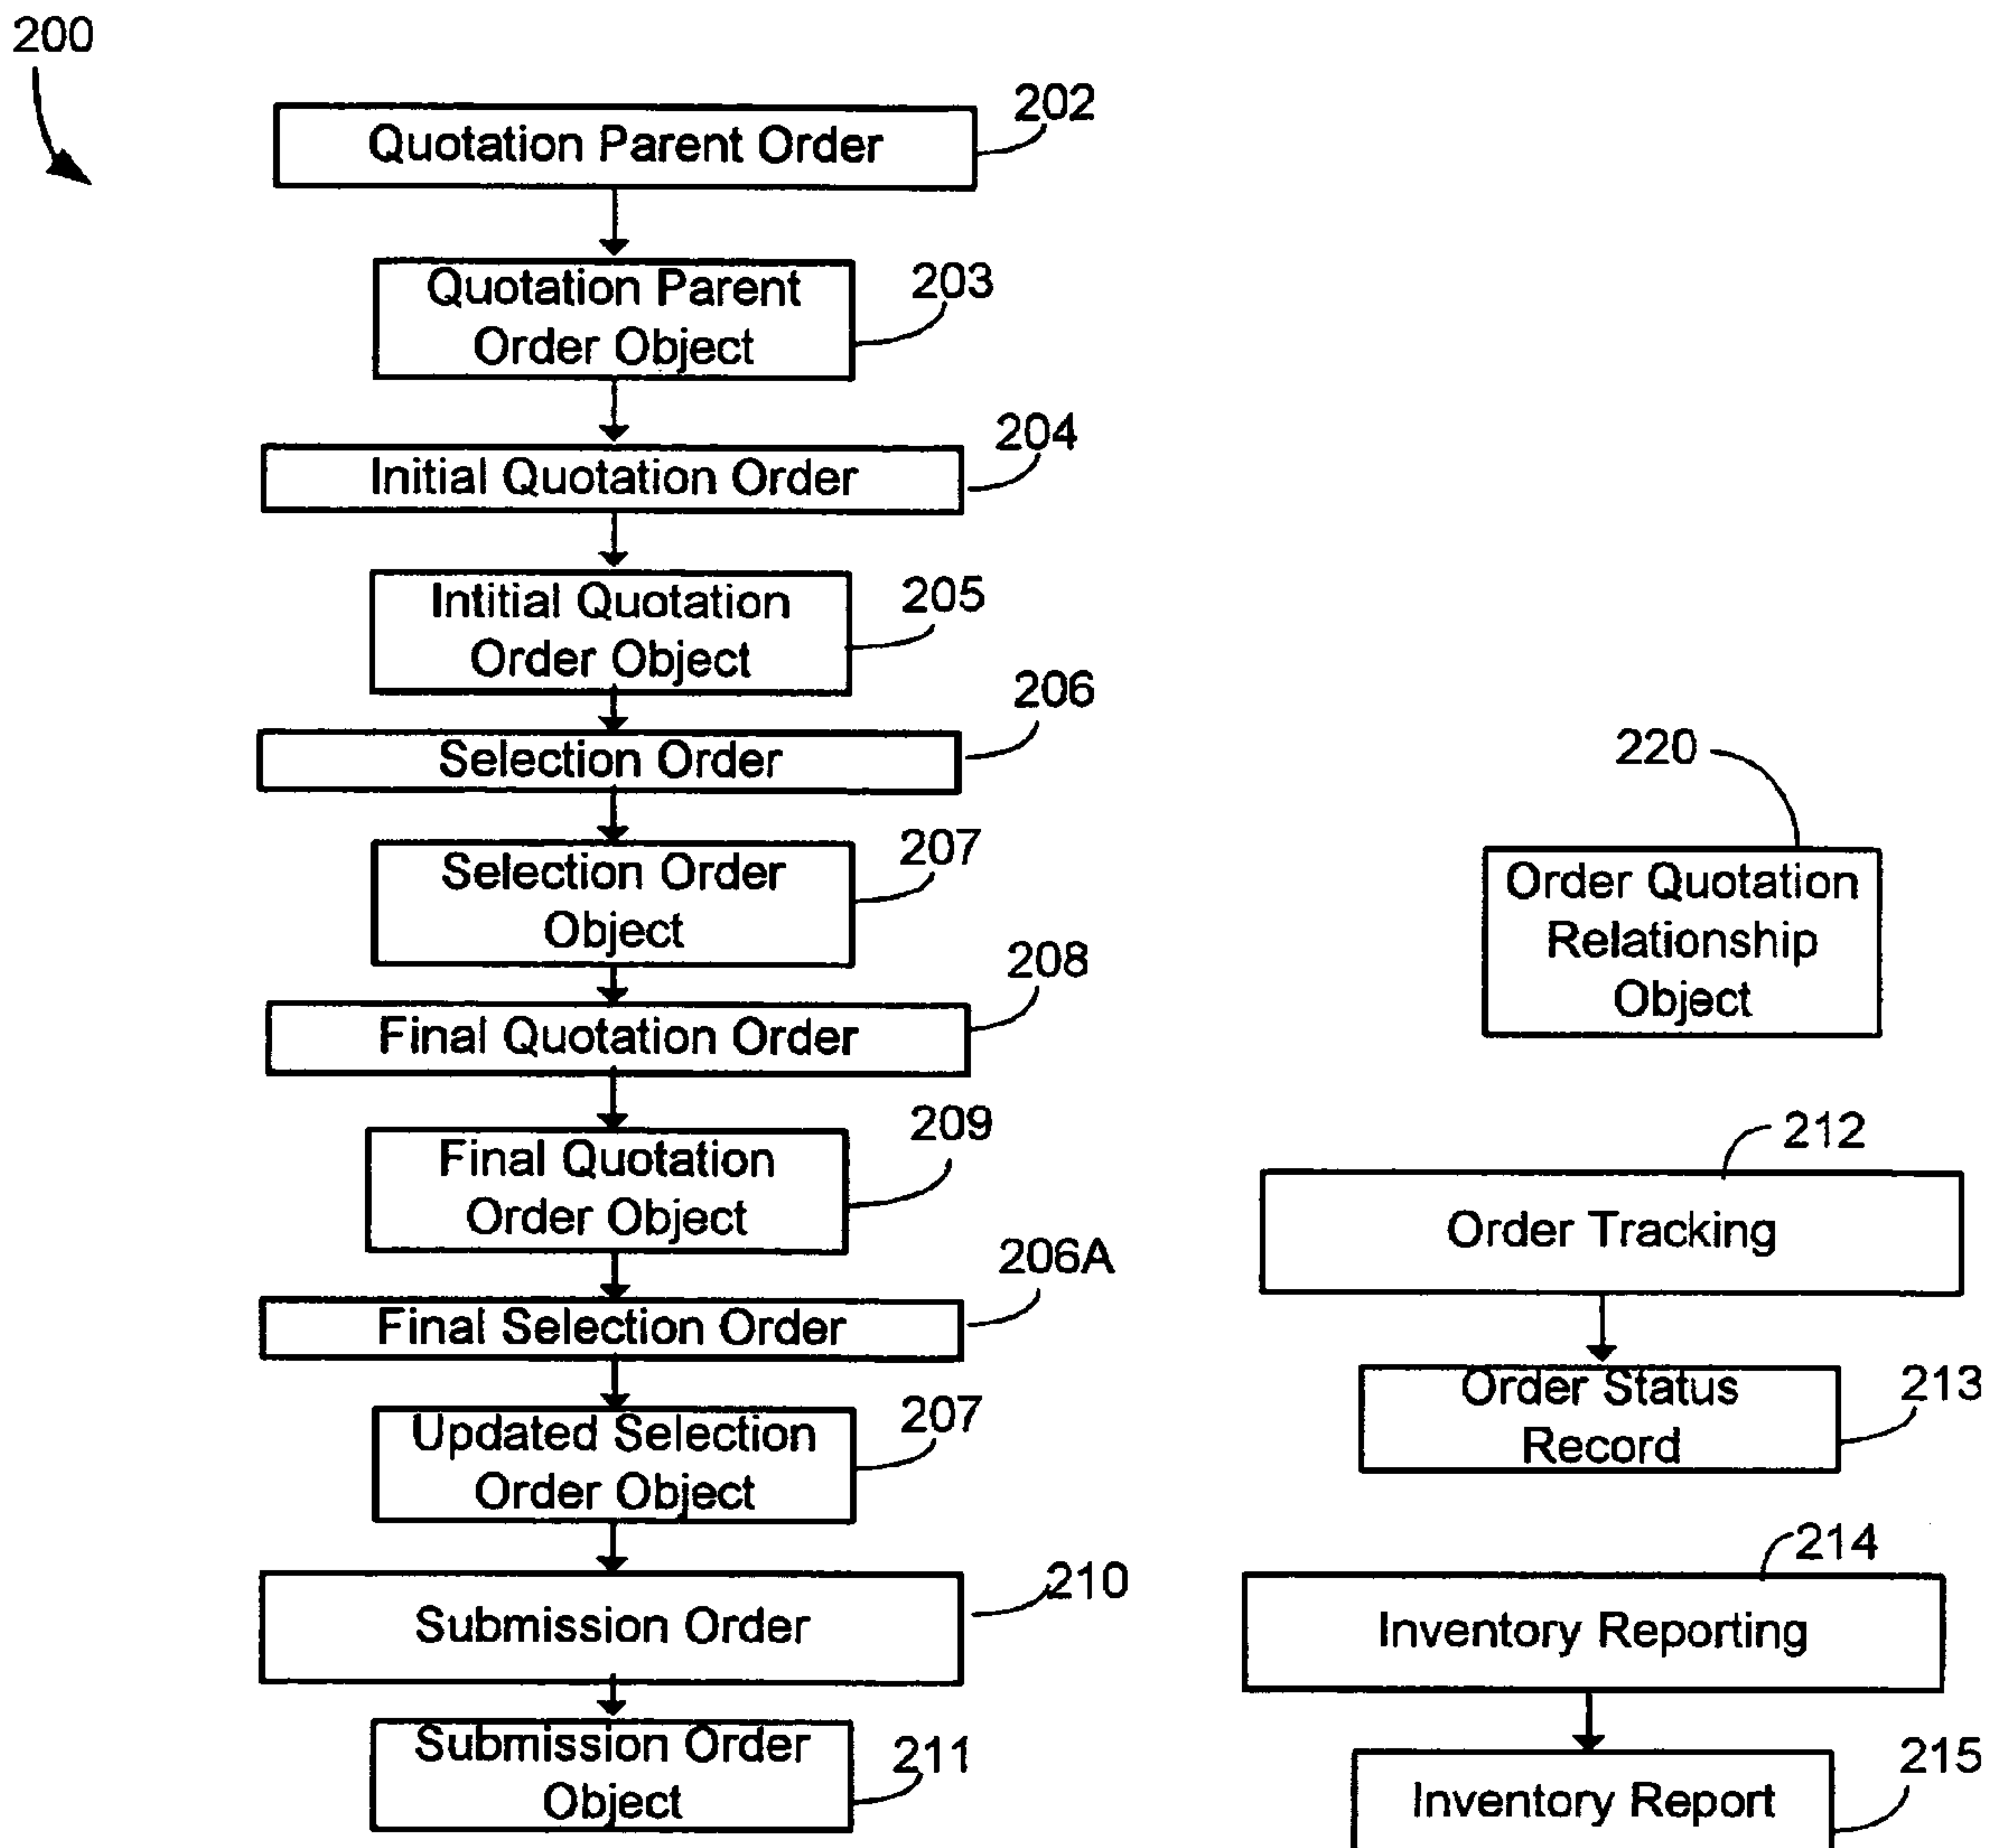 200
202
Quotation Parent Order
203
Quotation Parent
Order Object
204
Initial Quotation Order
205
Intitial Quotation
Order Object
206
Selection Order
207
Selection Order
Object
208
Final Quotation Order
209
Final Quotation
Order Object
206A
Final Selection Order
207
Updated Selection
Order Object
210
Submission Order
211
Submission Order
Object
220
Order Quotation
Relationship
Object
212
Order Tracking
213
Order Status
Record
214
Inventory Reporting
215
Inventory Report